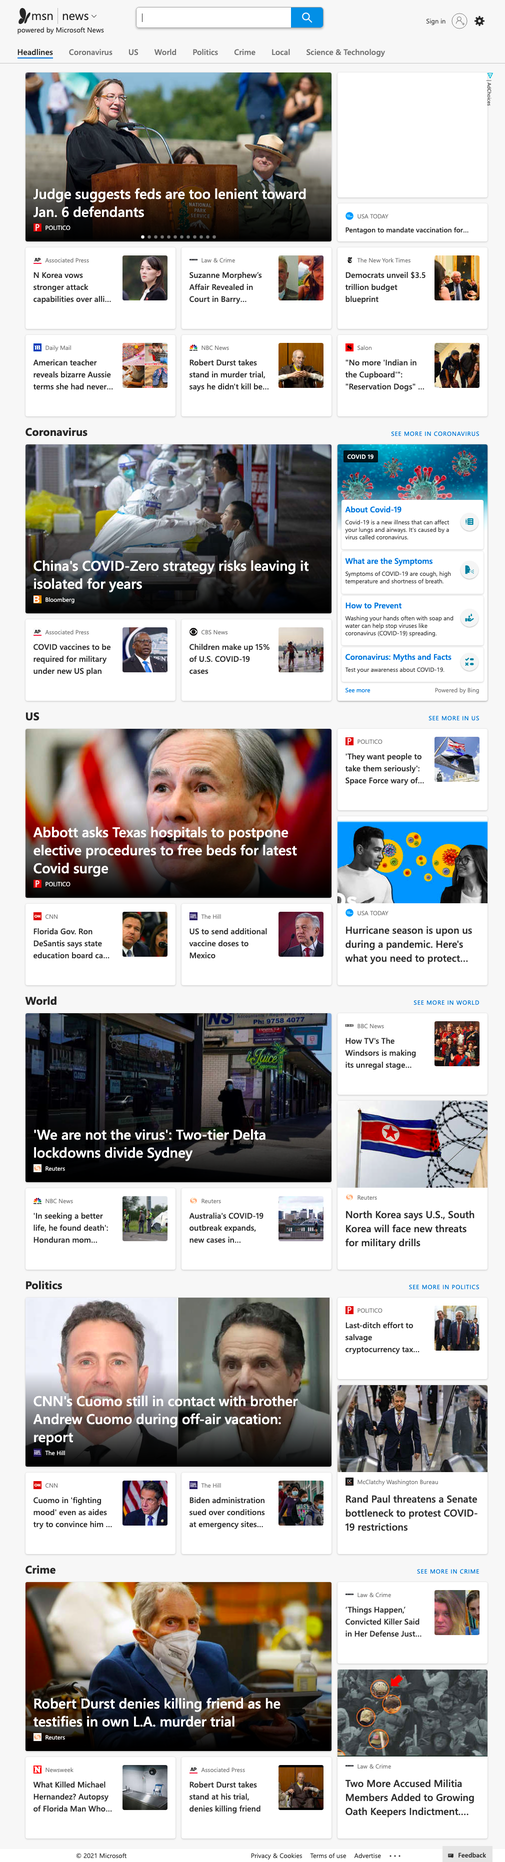 msn news
powered by Microsoft News
Sign in
Headlines
Coronavirus
US
World
Politics
Crime
Local
Science & Technology
Judge suggests feds are too lenient toward
Jan. 6 defendants
POLITICO
AdChoices
USA TODAY
Pentagon to mandate vaccination for...
Associated Press
N Korea vows
stronger attack
capabilities over alli...
Law & Crime
Suzanne Morphew's
Affair Revealed in
Court in Barry...
The New York Times
Democrats unveil $3.5
trillion budget
blueprint
Daily Mail
American teacher
reveals bizarre Aussie
terms she had never...
NBC News
Robert Durst takes
stand in murder trial,
says he didn't kill be...
Salon
"No more 'Indian in
the Cupboard'":
"Reservation Dogs" ...
Coronavirus
SEE MORE IN CORONAVIRUS
China's COVID-Zero strategy risks leaving it
isolated for years
Bloomberg
COVID 19
About Covid-19
Covid-19 is a new illness that can affect
your lungs and airways. It's caused by a
virus called coronavirus.
What are the Symptoms
Symptoms of COVID-19 are cough, high
temperature and shortness of breath.
How to Prevent
Washing your hands often with soap and
water can help stop viruses like
coronavirus (COVID-19) spreading.
Coronavirus: Myths and Facts
Test your awareness about COVID-19.
See more
Powered by Bing
Associated Press
COVID vaccines to be
required for military
under new US plan
CBS News
Children make up 15%
of U.S. COVID-19
cases
US
SEE MORE IN US
Abbott asks Texas hospitals to postpone
elective procedures to free beds for latest
Covid surge
POLITICO
POLITICO
'They want people to
take them seriously':
Space Force wary of...
USA TODAY
Hurricane season is upon us
during a pandemic. Here's
what you need to protect...
CNN
Florida Gov. Ron
DeSantis says state
education board ca...
The Hill
US to send additional
vaccine doses to
Mexico
World
SEE MORE IN WORLD
NS
Ph: 9758 4077
Juice
'We are not the virus': Two-tier Delta
lockdowns divide Sydney
Reuters
BBC News
How TV's The
Windsors is making
its unregal stage...
Reuters
North Korea says U.S., South
Korea will face new threats
for military drills
NBC News
'In seeking a better
life, he found death':
Honduran mom...
Reuters
Australia's COVID-19
outbreak expands,
new cases in...
Politics
SEE MORE IN POLITICS
CNN's Cuomo still in contact with brother
Andrew Cuomo during off-air vacation:
report
The Hill
POLITICO
Last-ditch effort to
salvage
cryptocurrency tax...
McClatchy Washington Bureau
Rand Paul threatens a Senate
bottleneck to protest COVID-
19 restrictions
CNN
Cuomo in 'fighting
mood' even as aides
try to convince him ...
The Hill
Biden administration
sued over conditions
at emergency sites...
Crime
SEE MORE IN CRIME
Robert Durst denies killing friend as he
testifies in own L.A. murder trial
Reuters
Law & Crime
'Things Happen,'
Convicted Killer Said
in Her Defense Just...
Law & Crime
Two More Accused Militia
Members Added to Growing
Oath Keepers Indictment....
Newsweek
What Killed Michael
Hernandez? Autopsy
of Florida Man Who...
Associated Press
Robert Durst takes
stand at his trial,
denies killing friend
© 2021 Microsoft
Privacy & Cookies
Terms of use
Advertise
Feedback